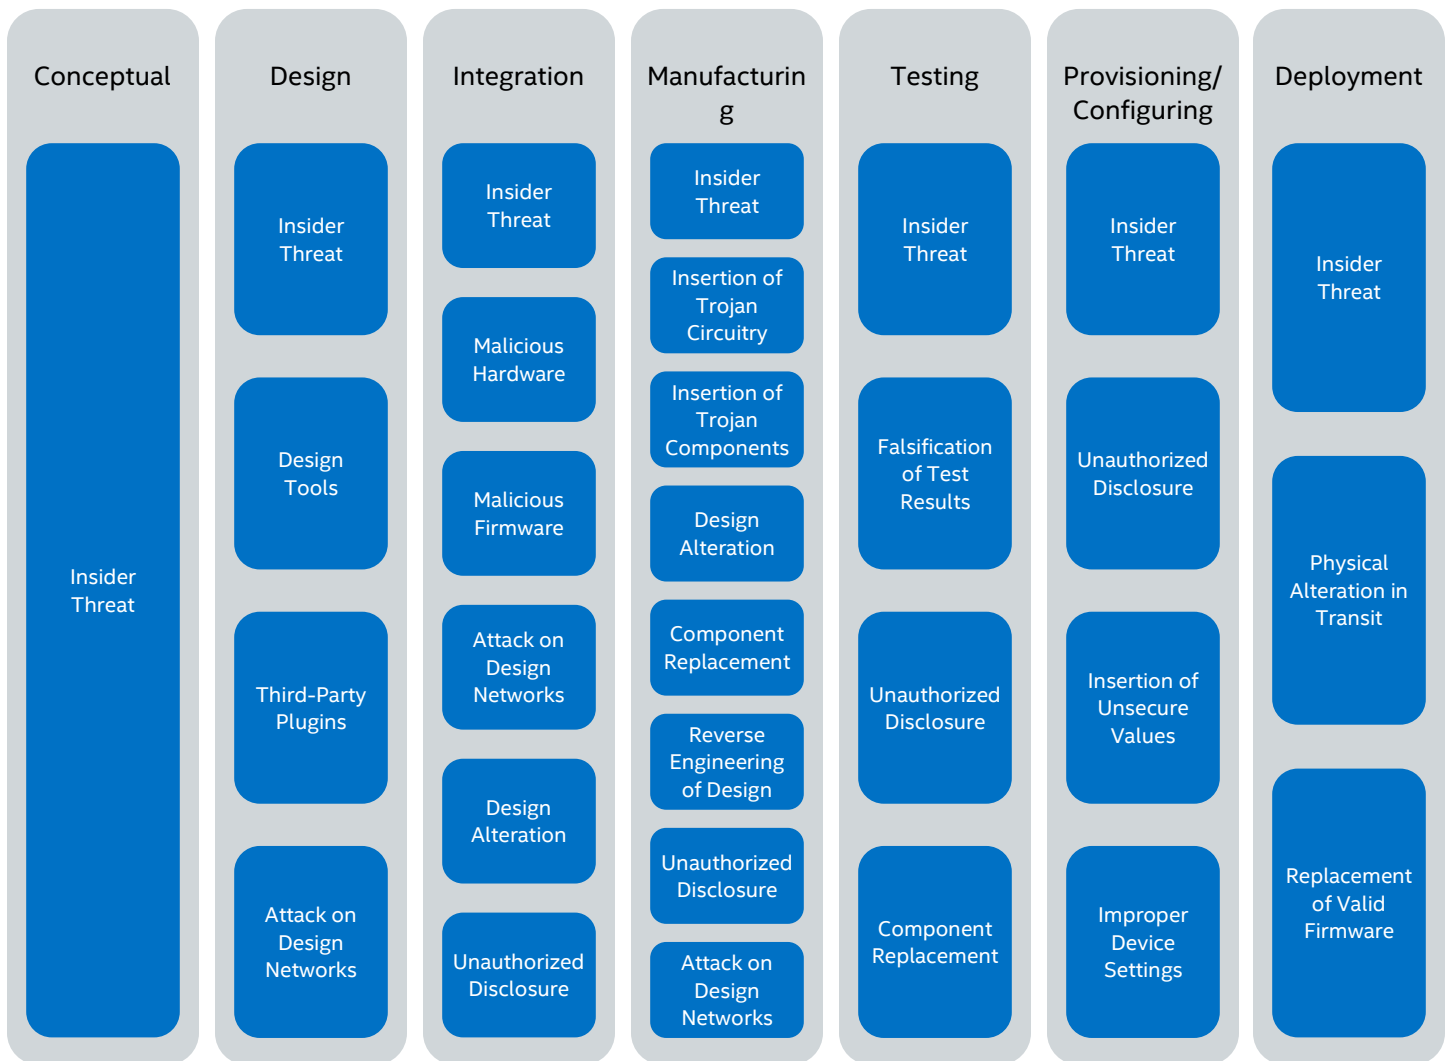 Conceptual
Insider
Threat
Design
Insider
Threat
Design
Tools
Third-Party
Plugins
Attack on
Design
Networks
Integration
Insider
Threat
Malicious
Hardware
Malicious
Firmware
Attack on
Design
Networks
Design
Alteration
Unauthorized
Disclosure
Manufacturin
g
Insider
Threat
Insertion of
Trojan
Circuitry
Insertion of
Trojan
Components
Design
Alteration
Component
Replacement
Reverse
Engineering
of Design
Unauthorized
Disclosure
Attack on
Design
Networks
Testing
Insider
Threat
Falsification
of Test
Results
Unauthorized
Disclosure
Component
Replacement
Provisioning/
Configuring
Insider
Threat
Unauthorized
Disclosure
Insertion of
Unsecure
Values
Improper
Device
Settings
Deployment
Insider
Threat
Physical
Alteration in
Transit
Replacement
of Valid
Firmware